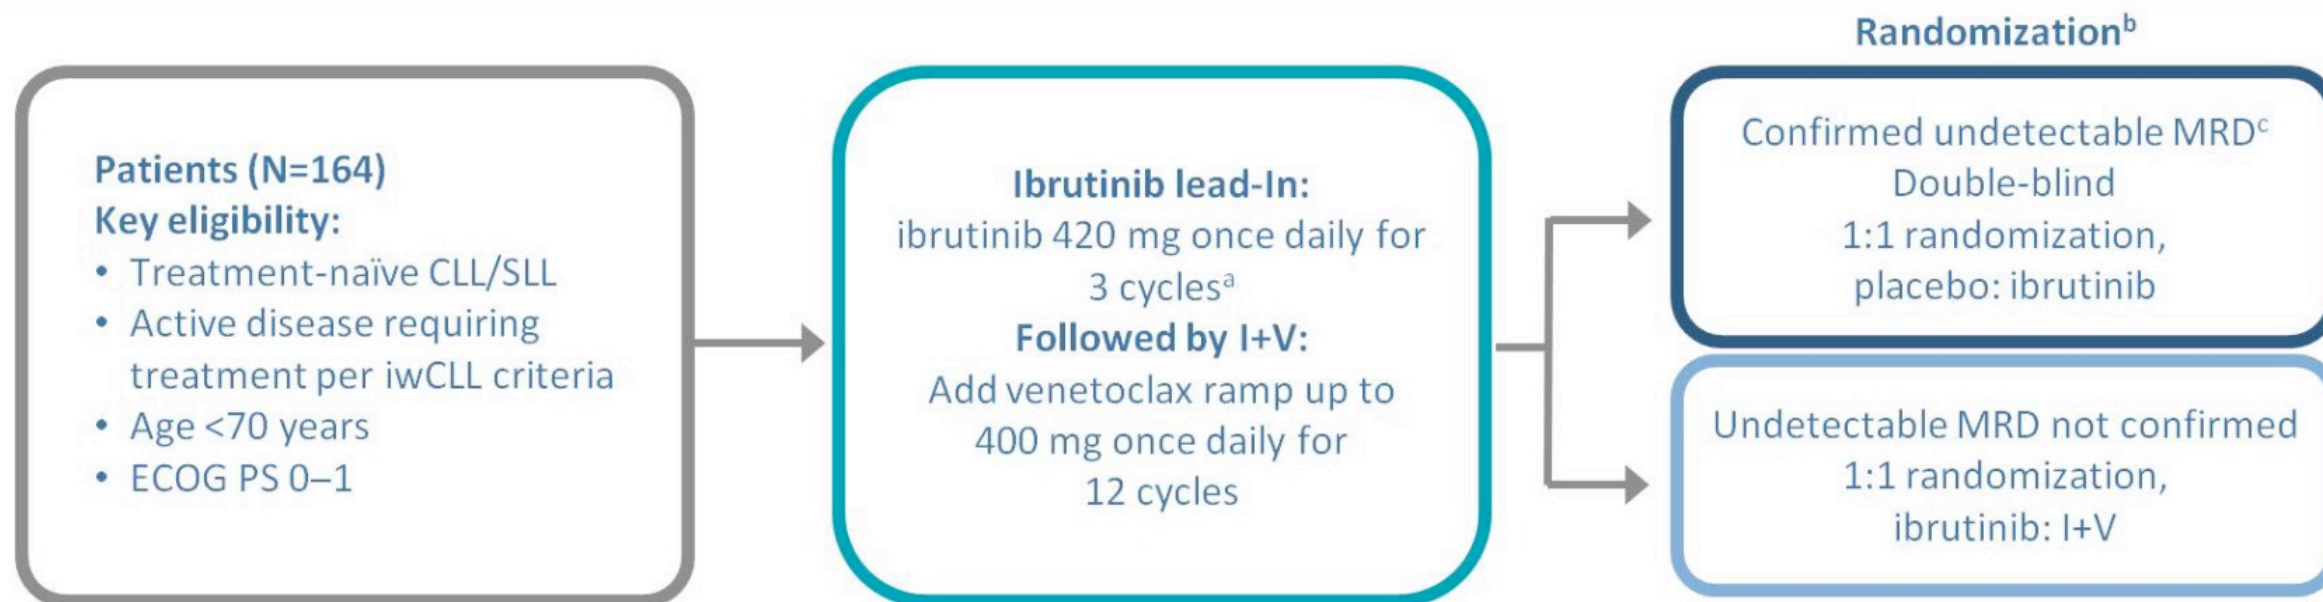 Patients (N=164)
Key eligibility:
• Treatment-naïve CLL/SLL
• Active disease requiring
treatment per iwCLL criteria
• Age <70 years
• ECOG PS 0–1
Ibrutinib lead-In:
ibrutinib 420 mg once daily for
3 cyclesᵃ
Followed by I+V:
Add venetoclax ramp up to
400 mg once daily for
12 cycles
Randomizationᵇ
Confirmed undetectable MRDᶜ
Double-blind
1:1 randomization,
placebo: ibrutinib
Undetectable MRD not confirmed
1:1 randomization,
ibrutinib: I+V